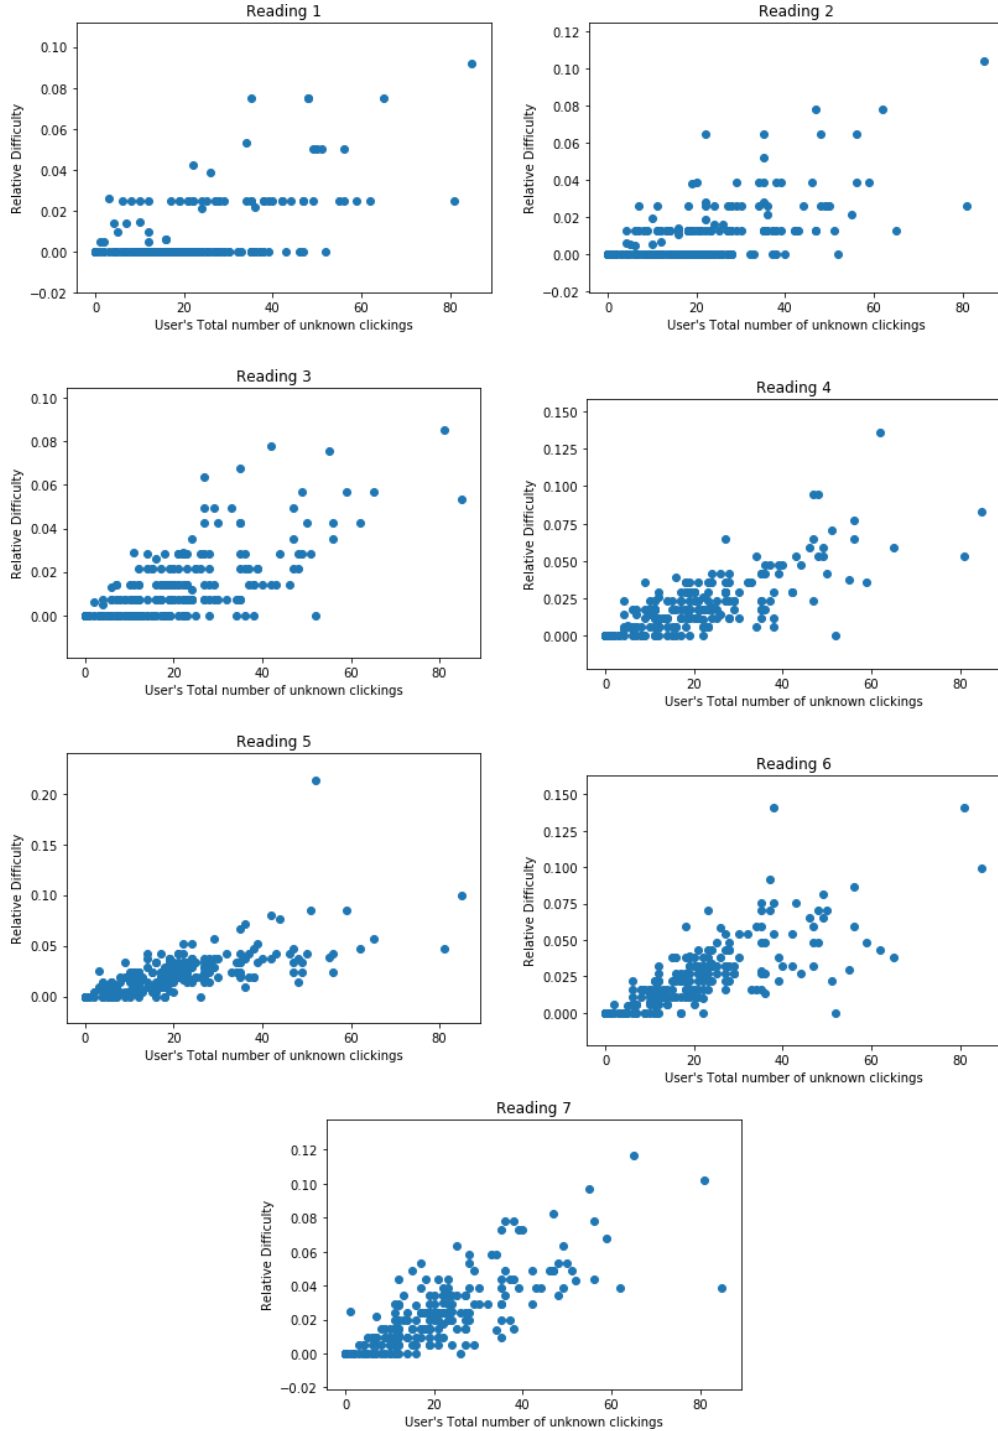 Reading 1
0.10
0.08
0.06
0.04
0.02
0.00
−0.02
Relative Difficulty
0 20 40 60 80
User's Total number of unknown clickings
Reading 2
0.12
0.10
0.08
0.06
0.04
0.02
0.00
−0.02
Relative Difficulty
0 20 40 60 80
User's Total number of unknown clickings
Reading 3
0.10
0.08
0.06
0.04
0.02
0.00
Relative Difficulty
0 20 40 60 80
User's Total number of unknown clickings
Reading 4
0.150
0.125
0.100
0.075
0.050
0.025
0.000
Relative Difficulty
0 20 40 60 80
User's Total number of unknown clickings
Reading 5
0.20
0.15
0.10
0.05
0.00
Relative Difficulty
0 20 40 60 80
User's Total number of unknown clickings
Reading 6
0.150
0.125
0.100
0.075
0.050
0.025
0.000
Relative Difficulty
0 20 40 60 80
User's Total number of unknown clickings
Reading 7
0.12
0.10
0.08
0.06
0.04
0.02
0.00
−0.02
Relative Difficulty
0 20 40 60 80
User's Total number of unknown clickings